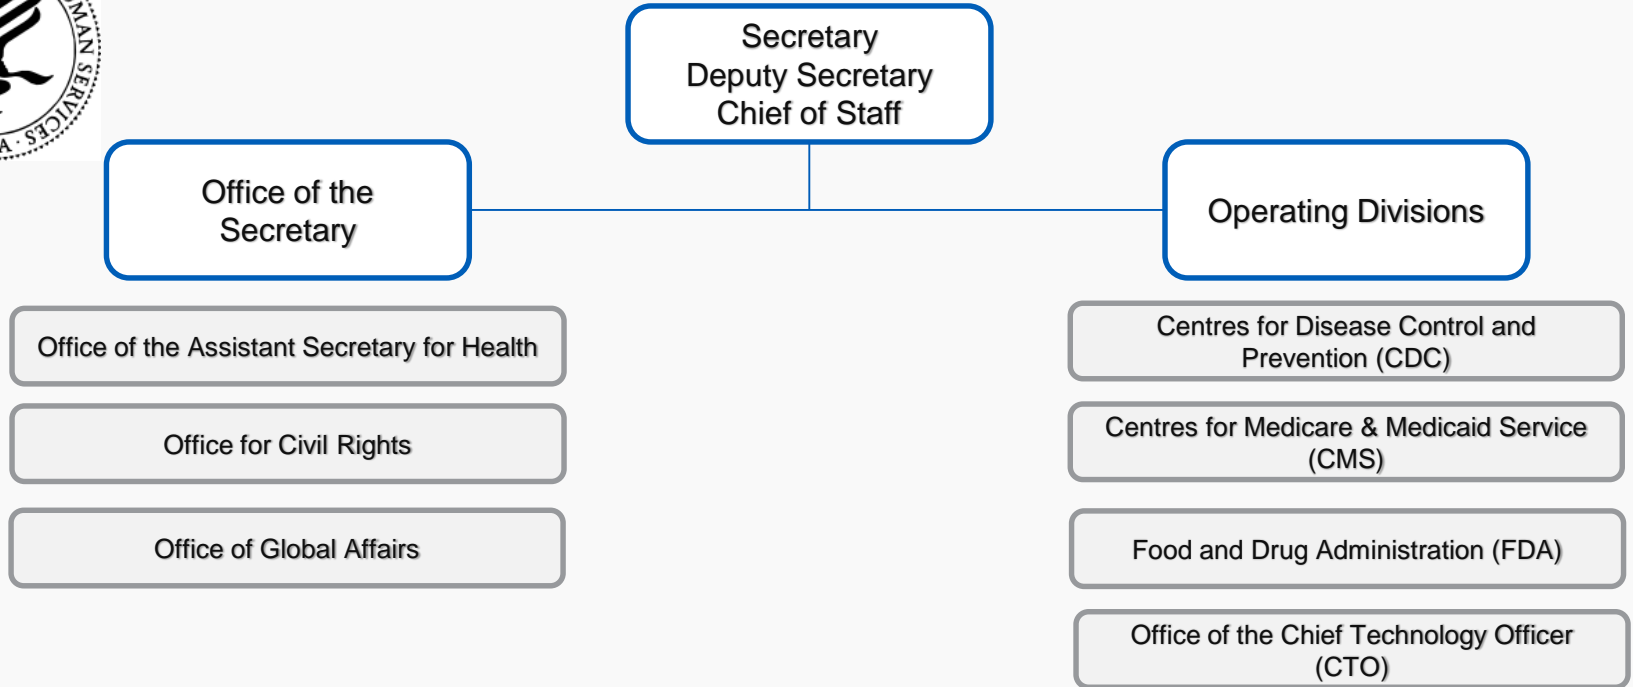 MAN SERVICES · A
Secretary
Deputy Secretary
Chief of Staff
Office of the
Secretary
Operating Divisions
Office of the Assistant Secretary for Health
Office for Civil Rights
Office of Global Affairs
Centres for Disease Control and
Prevention (CDC)
Centres for Medicare & Medicaid Service
(CMS)
Food and Drug Administration (FDA)
Office of the Chief Technology Officer
(CTO)